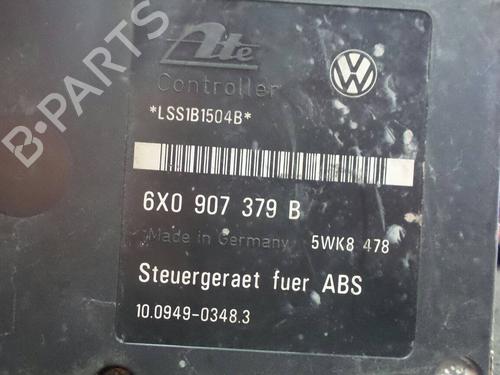 B-PARTS
Ate
Controller
*LSS1B1504B*
6X0 907 379 B
Made in Germany 5WK8 478
Steuergeraet fuer ABS
10.0949-0348.3